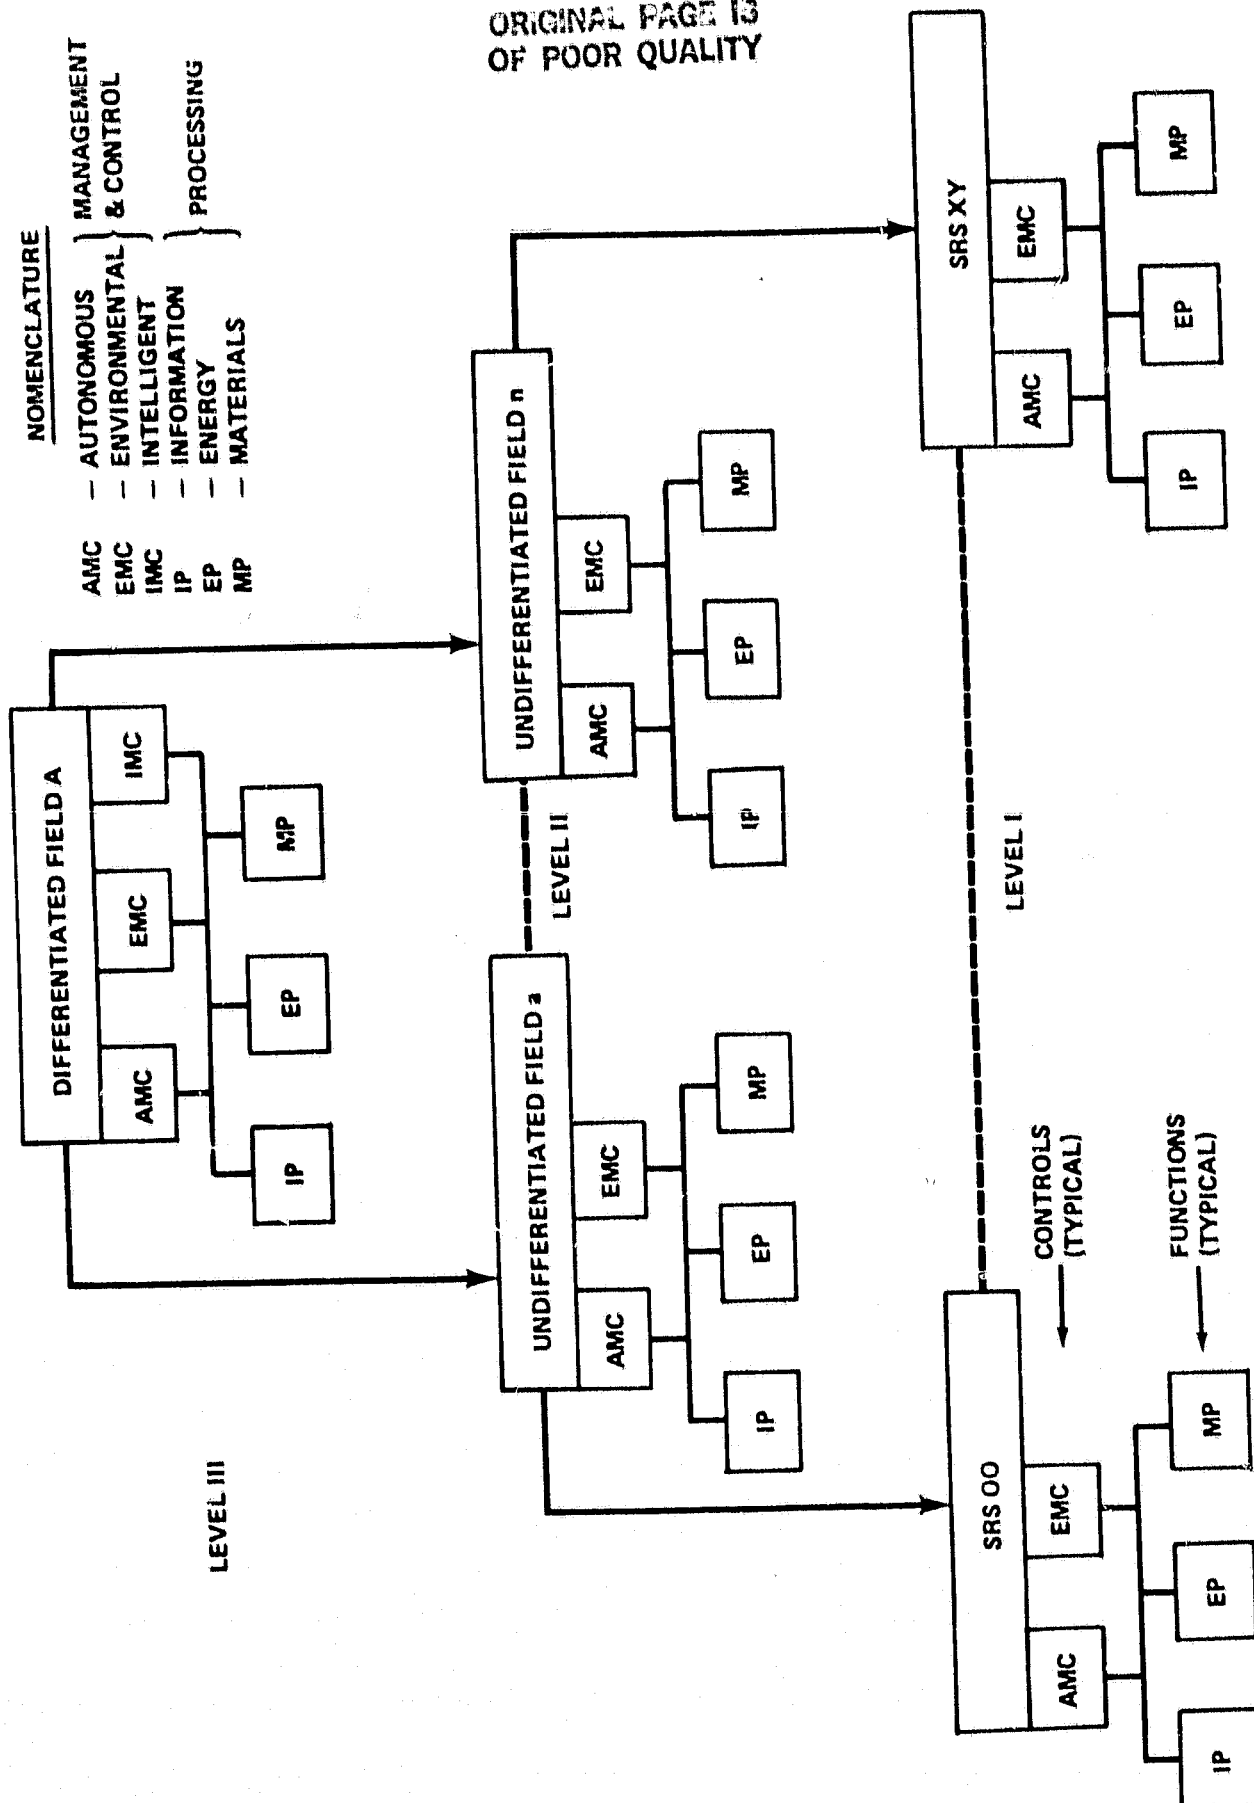 ORIGINAL PAGE IS
OF POOR QUALITY
NOMENCLATURE
AMC – AUTONOMOUS } MANAGEMENT
EMC – ENVIRONMENTAL } & CONTROL
IMC – INTELLIGENT
IP – INFORMATION } PROCESSING
EP – ENERGY
MP – MATERIALS
LEVEL III
DIFFERENTIATED FIELD A
AMC EMC IMC
IP EP MP
UNDIFFERENTIATED FIELD a
AMC EMC
IP EP MP
LEVEL II
UNDIFFERENTIATED FIELD n
AMC EMC
IP EP MP
SRS OO
AMC EMC
IP EP MP
CONTROLS
(TYPICAL)
FUNCTIONS
(TYPICAL)
LEVEL I
SRS XY
AMC EMC
IP EP MP